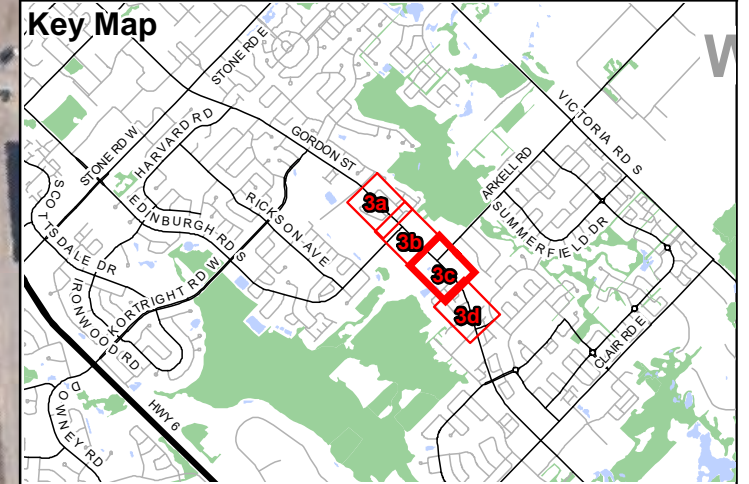 Key Map
W
STONE RD E
VICTORIA RD S
HARVARD RD
GORDON ST
STONE RD W
ARKELL RD
SCOTTSDALE DR
EDINBURGH RD S
RICKSON AVE
SUMMERFIELD DR
3a
3b
3c
3d
KORTRIGHT RD W
IRONWOOD RD
CLAIR RD E
DOWNEY RD
HWY 6